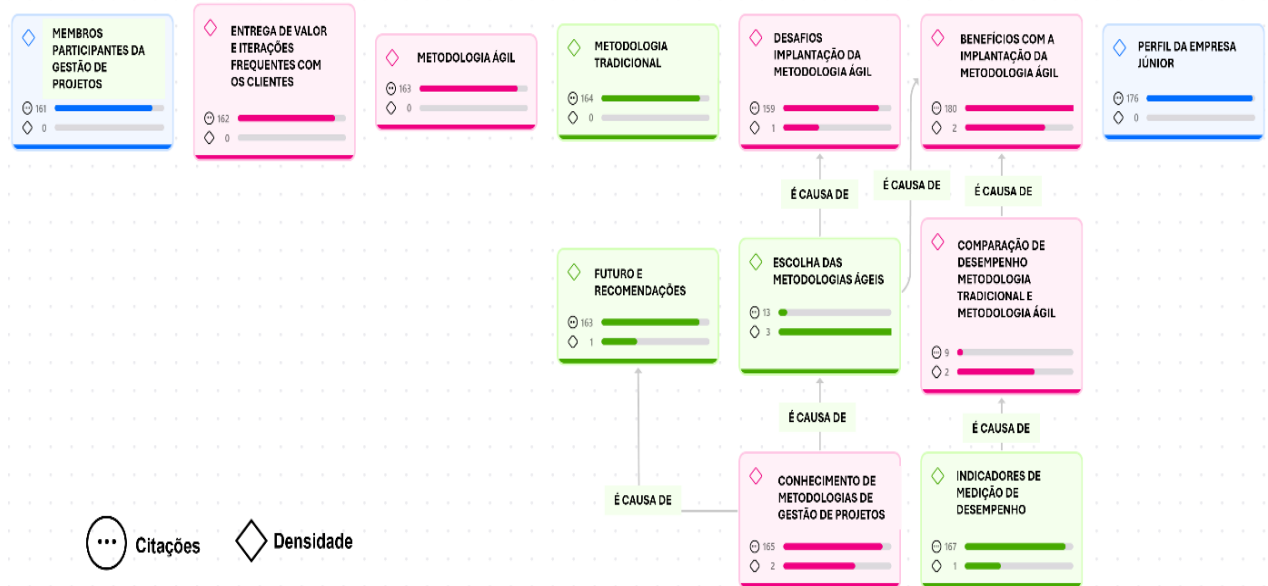 MEMBROS
PARTICIPANTES DA
GESTÃO DE
PROJETOS
161
0
ENTREGA DE VALOR
E ITERAÇÕES
FREQUENTES COM
OS CLIENTES
162
0
METODOLOGIA ÁGIL
163
0
METODOLOGIA
TRADICIONAL
164
0
DESAFIOS
IMPLANTAÇÃO DA
METODOLOGIA ÁGIL
159
1
BENEFÍCIOS COM A
IMPLANTAÇÃO DA
METODOLOGIA ÁGIL
180
2
PERFIL DA EMPRESA
JÚNIOR
176
0
É CAUSA DE
É CAUSA DE
É CAUSA DE
FUTURO E
RECOMENDAÇÕES
163
1
ESCOLHA DAS
METODOLOGIAS ÁGEIS
13
3
COMPARAÇÃO DE
DESEMPENHO
METODOLOGIA
TRADICIONAL E
METODOLOGIA ÁGIL
9
2
É CAUSA DE
É CAUSA DE
É CAUSA DE
CONHECIMENTO DE
METODOLOGIAS DE
GESTÃO DE PROJETOS
165
2
INDICADORES DE
MEDIÇÃO DE
DESEMPENHO
167
1
Citações
Densidade